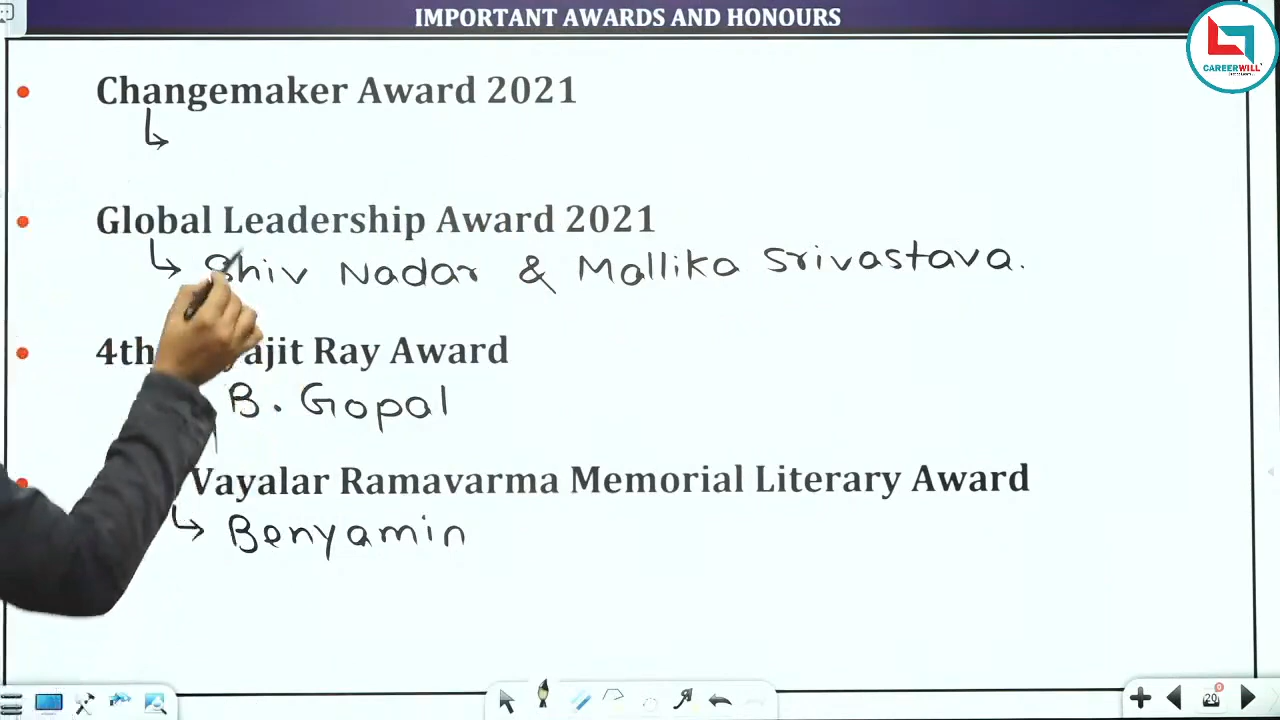 IMPORTANT AWARDS AND HONOURS
CAREERWILL
Changemaker Award 2021
Global Leadership Award 2021
Shiv Nadar & Mallika Srivastava.
4th Ray Award
B. Gopal
Vayalar Ramavarma Memorial Literary Award
Benyamin
20